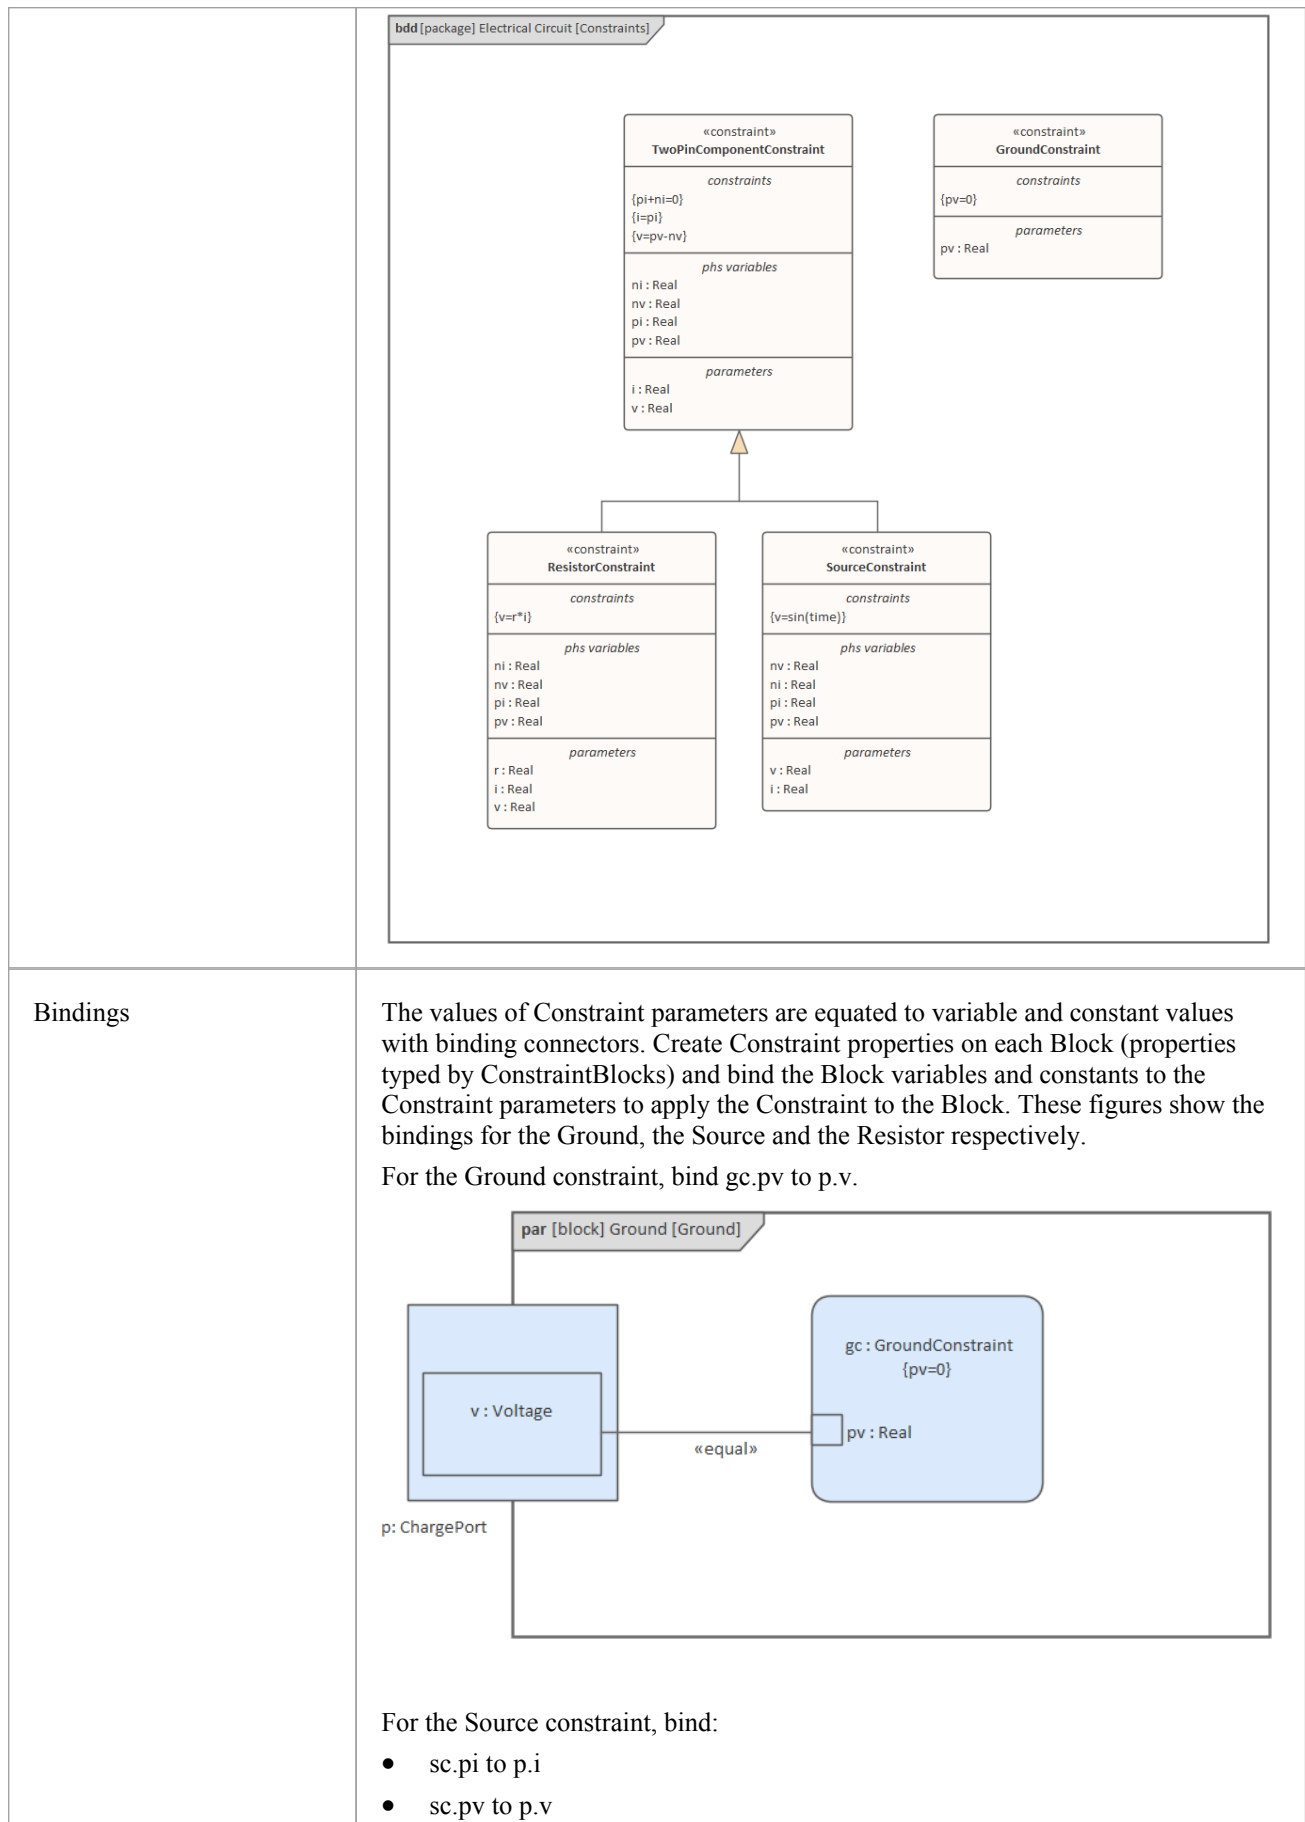 bdd [package] Electrical Circuit [Constraints]
«constraint»
TwoPinComponentConstraint
constraints
{pi+ni=0}
{i=pi}
{v=pv-nv}
phs variables
ni : Real
nv : Real
pi : Real
pv : Real
parameters
i : Real
v : Real
«constraint»
GroundConstraint
constraints
{pv=0}
parameters
pv : Real
«constraint»
ResistorConstraint
constraints
{v=r*i}
phs variables
ni : Real
nv : Real
pi : Real
pv : Real
parameters
r : Real
i : Real
v : Real
«constraint»
SourceConstraint
constraints
{v=sin(time)}
phs variables
nv : Real
ni : Real
pi : Real
pv : Real
parameters
v : Real
i : Real
Bindings
The values of Constraint parameters are equated to variable and constant values
with binding connectors. Create Constraint properties on each Block (properties
typed by ConstraintBlocks) and bind the Block variables and constants to the
Constraint parameters to apply the Constraint to the Block. These figures show the
bindings for the Ground, the Source and the Resistor respectively.
For the Ground constraint, bind gc.pv to p.v.
par [block] Ground [Ground]
v : Voltage
p: ChargePort
«equal»
gc : GroundConstraint
{pv=0}
pv : Real
For the Source constraint, bind:
• sc.pi to p.i
• sc.pv to p.v